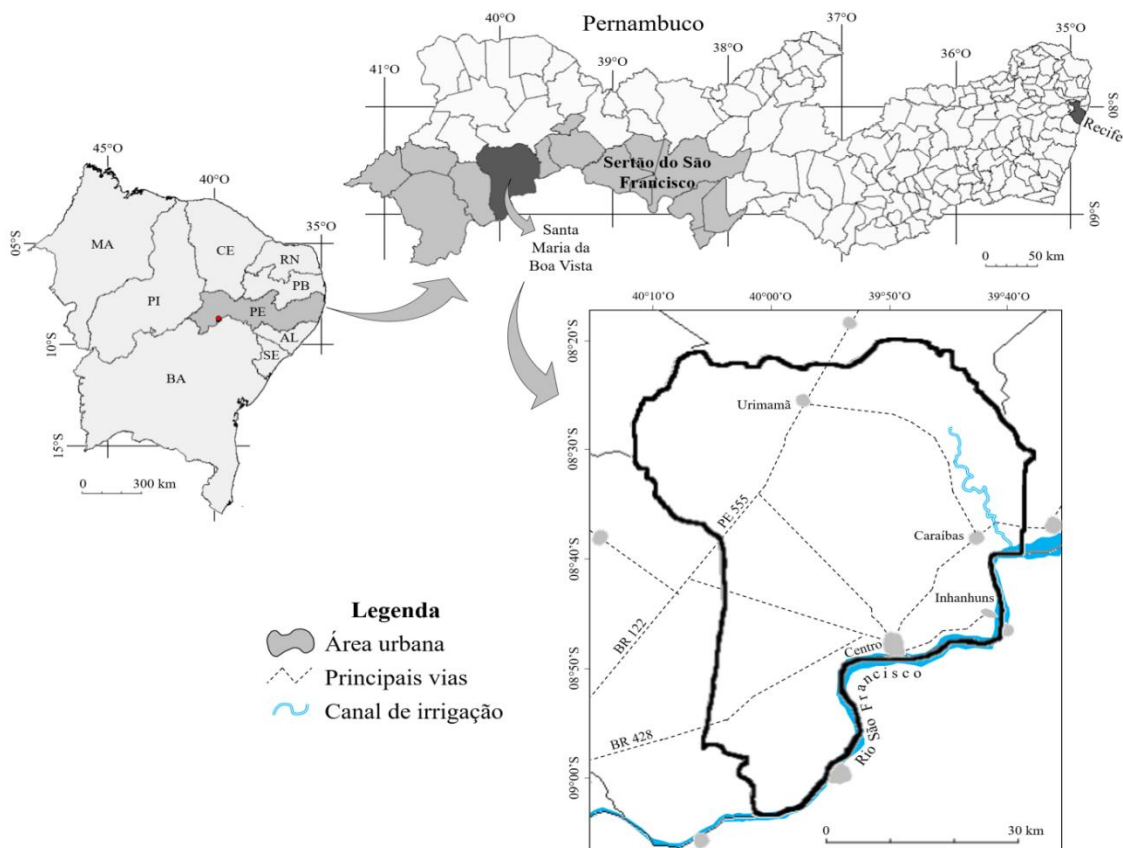 Pernambuco
41°O
40°O
39°O
38°O
37°O
36°O
35°O
08°S
09°S
Recife
Sertão do São
Francisco
Santa
Maria da
Boa Vista
0 50 km
45°O
40°O
35°O
05°S
10°S
15°S
MA
CE
RN
PB
PI
PE
AL
SE
BA
0 300 km
40°10'O
40°00'O
39°50'O
39°40'O
08°20'S
08°30'S
08°40'S
08°50'S
09°00'S
Urimamã
PE 555
Caraíbas
Inhanhuns
BR 122
Centro
Rio São Francisco
BR 428
0 30 km
Legenda
Área urbana
Principais vias
Canal de irrigação